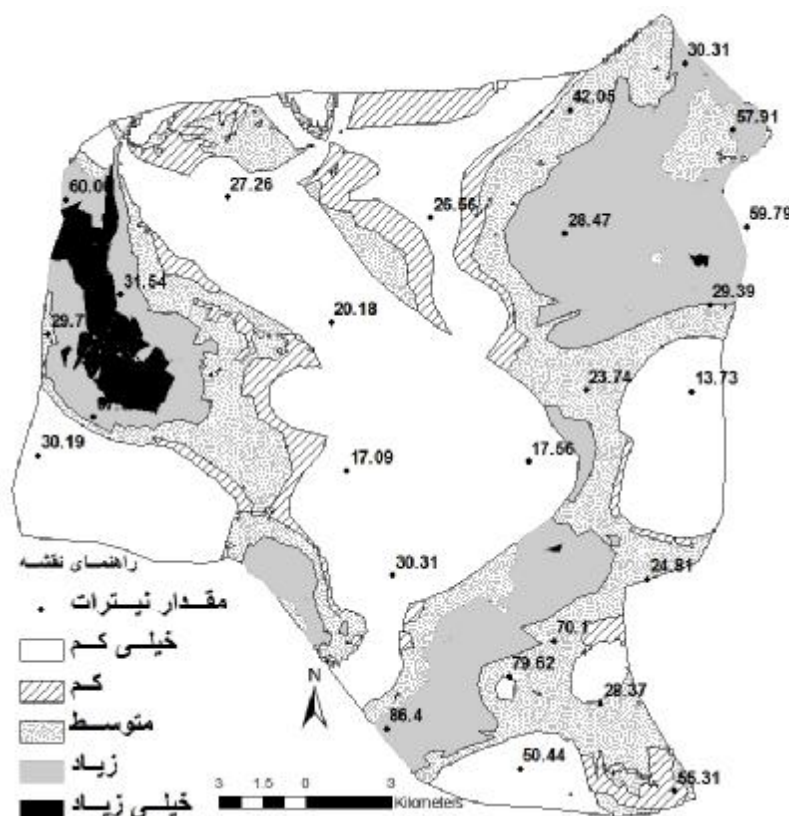 30.31
42.05
57.91
60.0
27.26
26.56
28.47
59.79
31.54
29.39
29.7
20.18
23.74
13.73
30.19
17.09
17.56
راهنمای نقشه
30.31
24.81
مقدار نیترات
خیلی کم
70.1
79.62
کم
N
28.37
متوسط
86.4
زیاد
50.44
55.31
3 1.5 0 3
Kilometers
خیلی زیاد